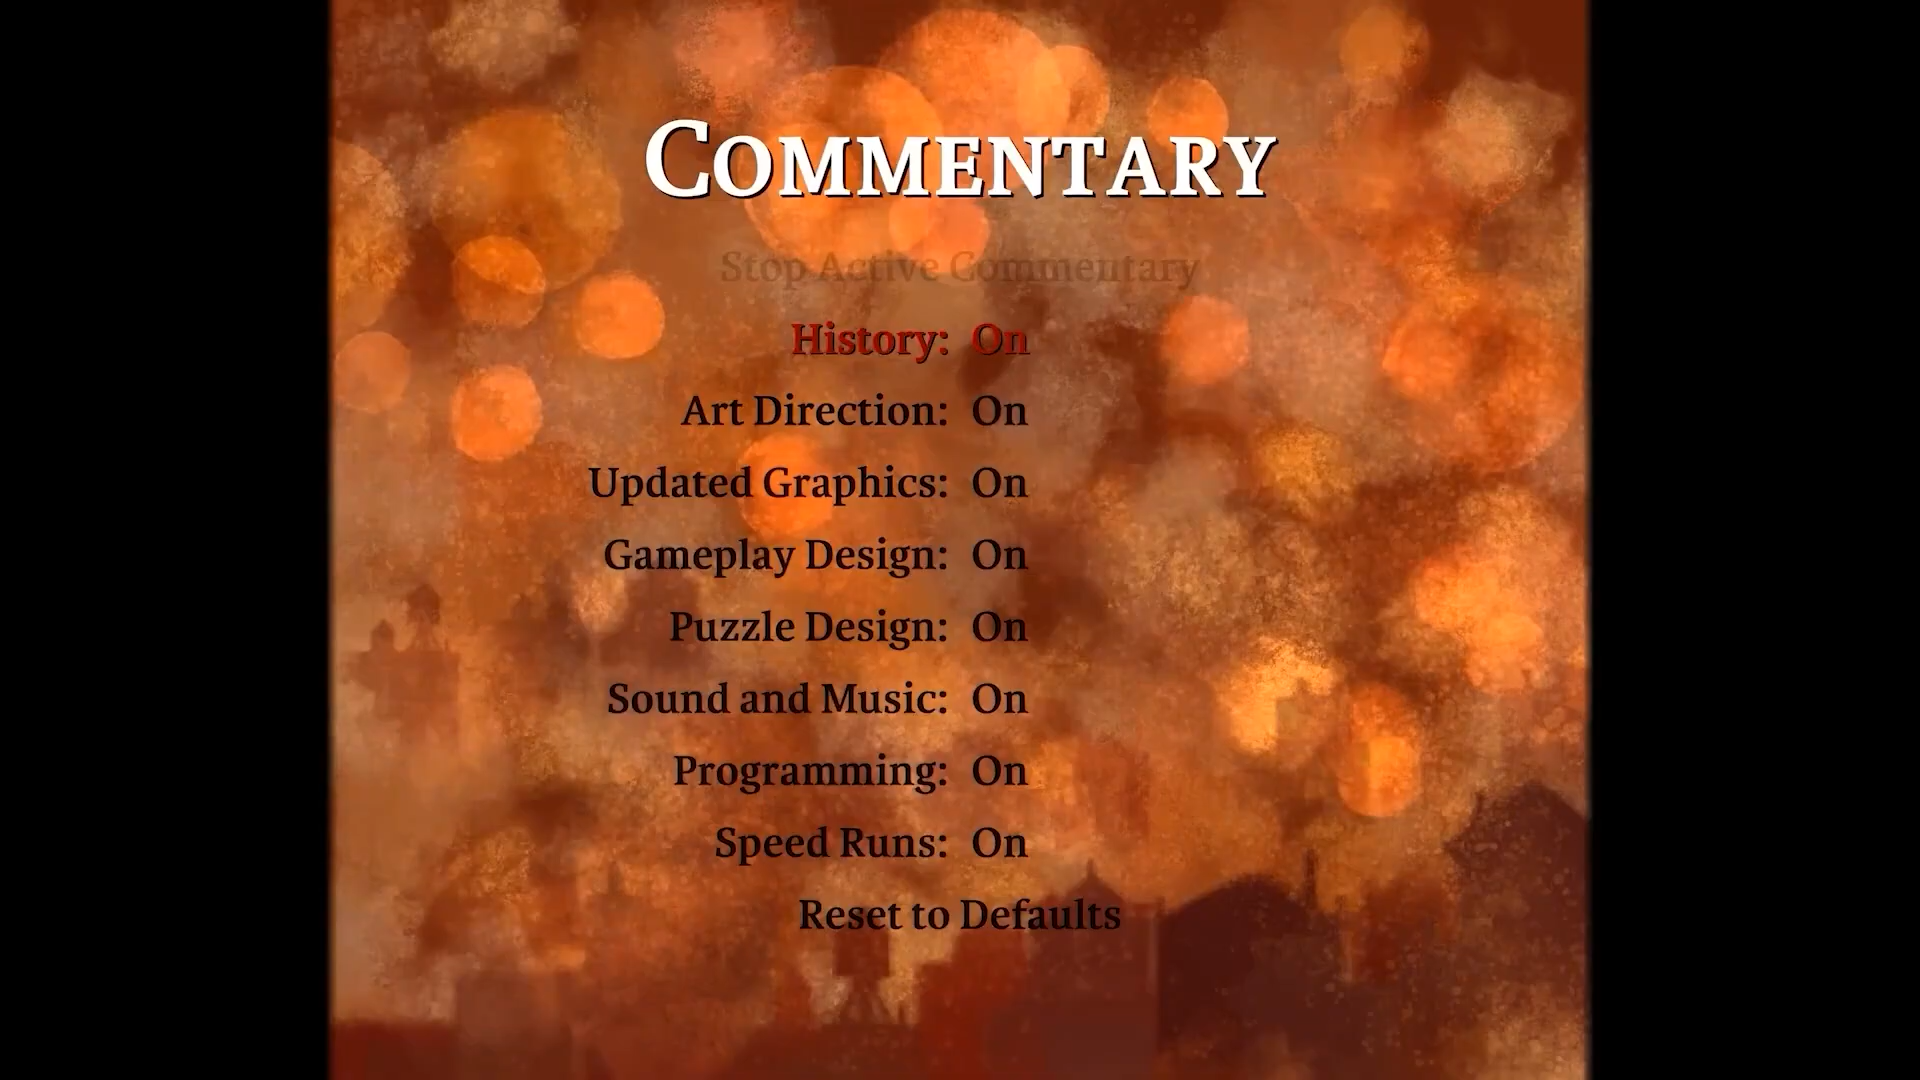 COMMENTARY
Stop Active Commentary
History: On
Art Direction: On
Updated Graphics: On
Gameplay Design: On
Puzzle Design: On
Sound and Music: On
Programming: On
Speed Runs: On
Reset to Defaults